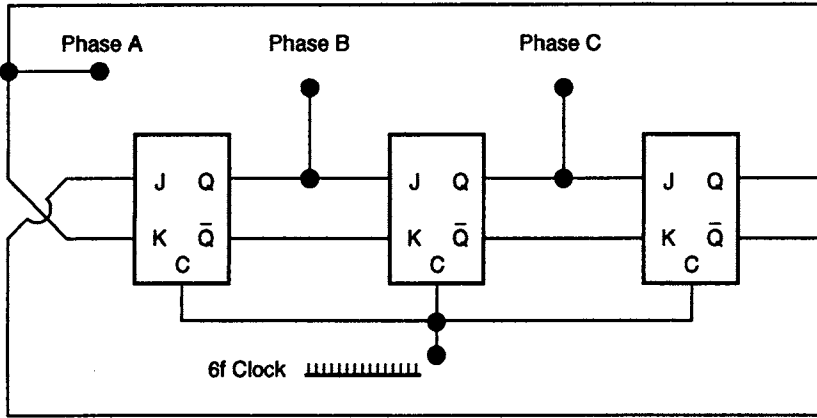 Phase A
Phase B
Phase C
J Q
K Q̅
C
J Q
K Q̅
C
J Q
K Q̅
C
6f Clock